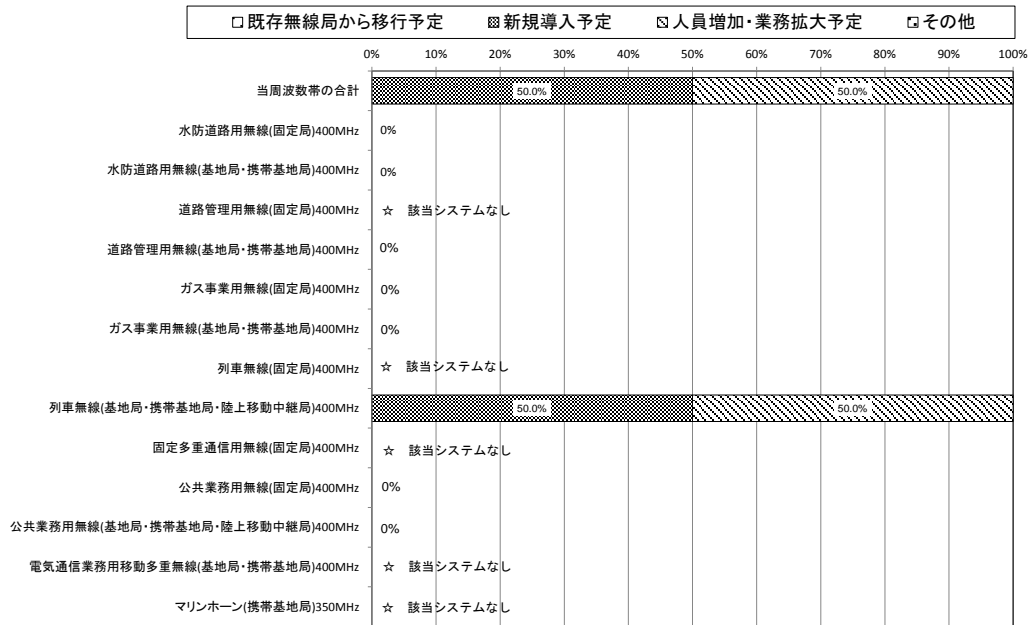 既存無線局から移行予定 新規導入予定 人員増加・業務拡大予定 その他
0% 10% 20% 30% 40% 50% 60% 70% 80% 90% 100%
当周波数帯の合計 50.0% 50.0%
水防道路用無線(固定局)400MHz 0%
水防道路用無線(基地局・携帯基地局)400MHz 0%
道路管理用無線(固定局)400MHz ☆ 該当システムなし
道路管理用無線(基地局・携帯基地局)400MHz 0%
ガス事業用無線(固定局)400MHz 0%
ガス事業用無線(基地局・携帯基地局)400MHz 0%
列車無線(固定局)400MHz ☆ 該当システムなし
列車無線(基地局・携帯基地局・陸上移動中継局)400MHz 50.0% 50.0%
固定多重通信用無線(固定局)400MHz ☆ 該当システムなし
公共業務用無線(固定局)400MHz 0%
公共業務用無線(基地局・携帯基地局・陸上移動中継局)400MHz 0%
電気通信業務用移動多重無線(基地局・携帯基地局)400MHz ☆ 該当システムなし
マリンホーン(携帯基地局)350MHz ☆ 該当システムなし